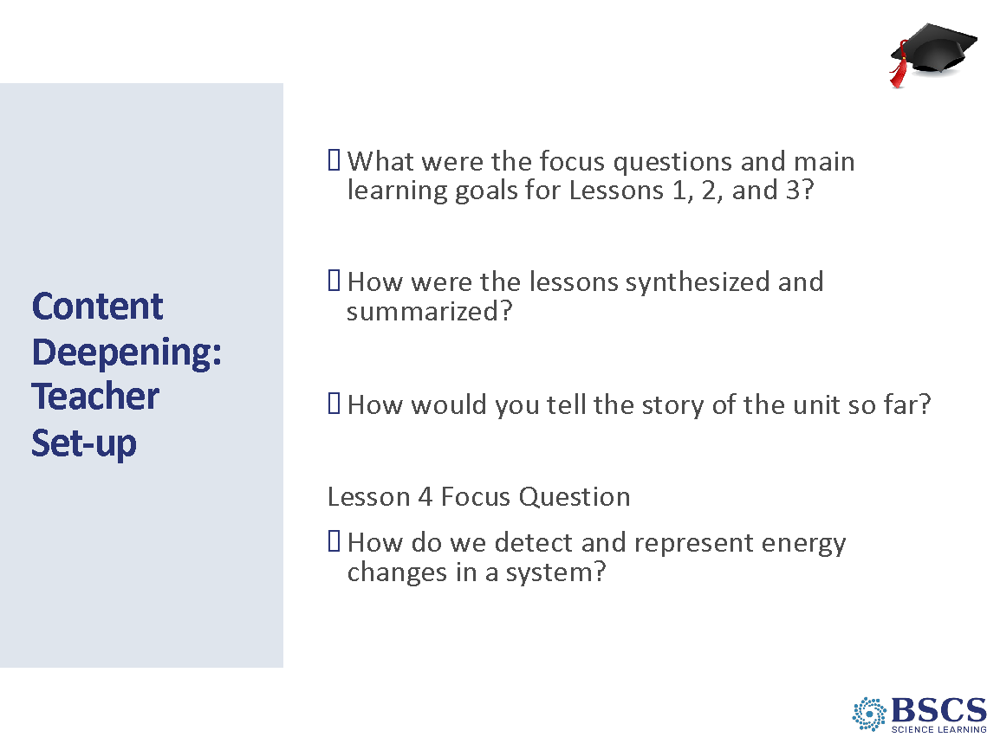 Content
Deepening:
Teacher
Set-up
What were the focus questions and main
learning goals for Lessons 1, 2, and 3?
How were the lessons synthesized and
summarized?
How would you tell the story of the unit so far?
Lesson 4 Focus Question
How do we detect and represent energy
changes in a system?
BSCS
SCIENCE LEARNING